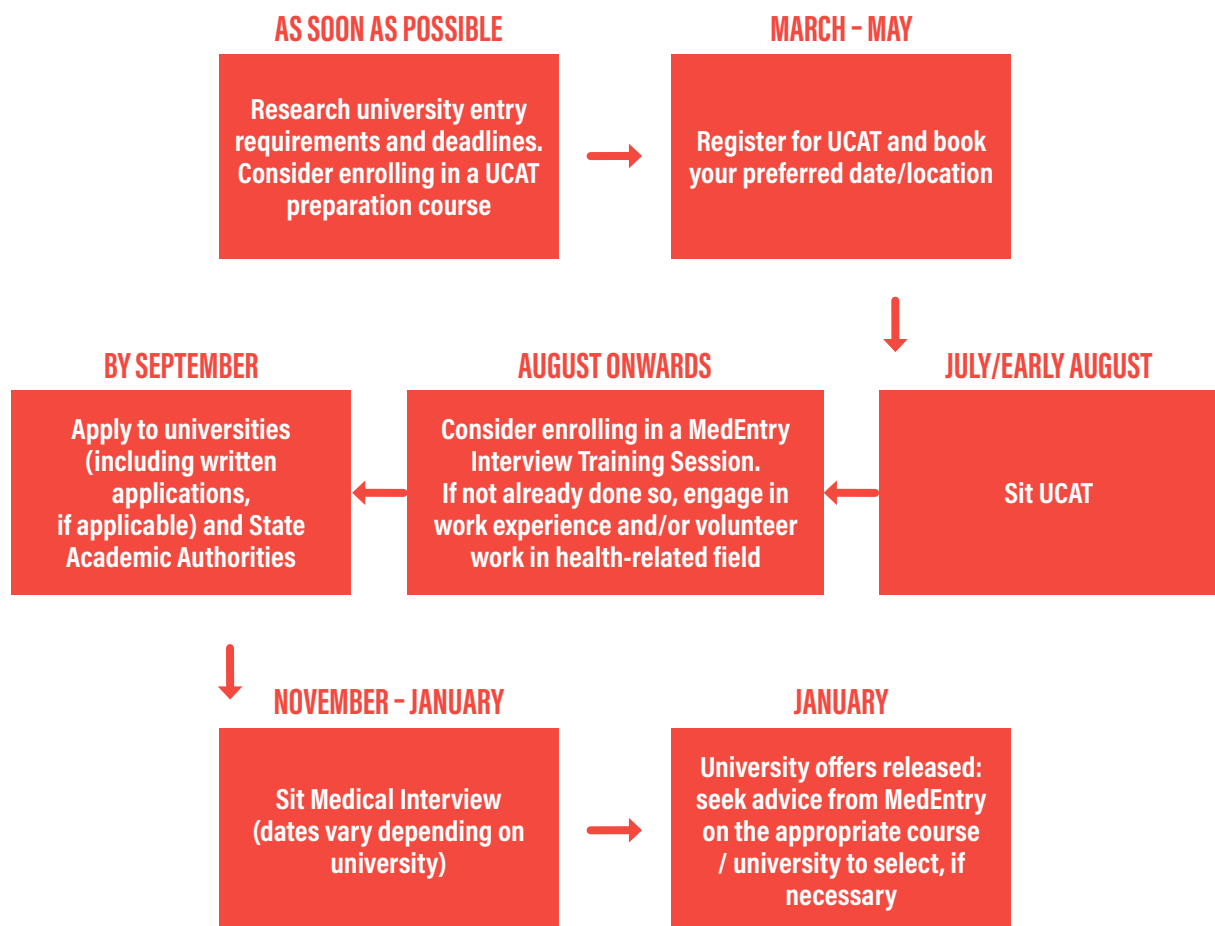 AS SOON AS POSSIBLE
Research university entry
requirements and deadlines.
Consider enrolling in a UCAT
preparation course
MARCH – MAY
Register for UCAT and book
your preferred date/location
JULY/EARLY AUGUST
Sit UCAT
AUGUST ONWARDS
Consider enrolling in a MedEntry
Interview Training Session.
If not already done so, engage in
work experience and/or volunteer
work in health-related field
BY SEPTEMBER
Apply to universities
(including written
applications,
if applicable) and State
Academic Authorities
NOVEMBER – JANUARY
Sit Medical Interview
(dates vary depending on
university)
JANUARY
University offers released:
seek advice from MedEntry
on the appropriate course
/ university to select, if
necessary